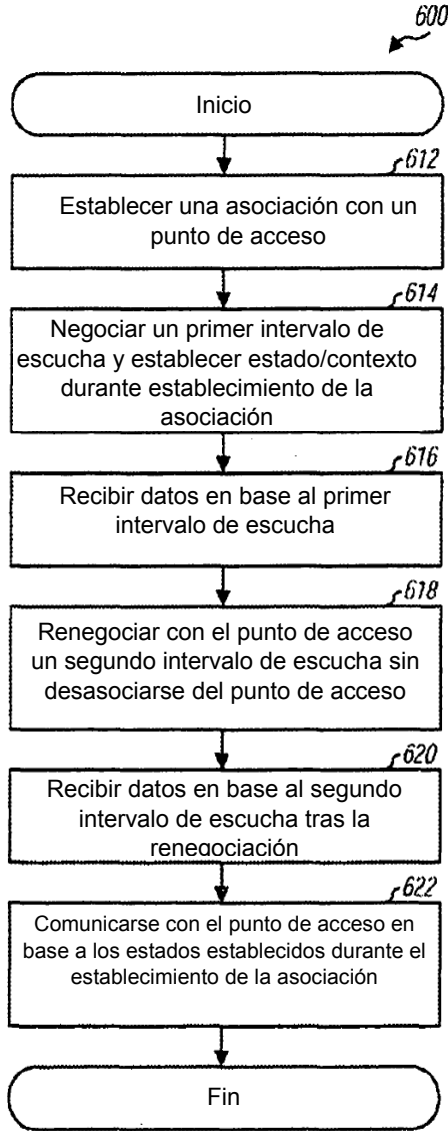 600
Inicio
612
Establecer una asociación con un
punto de acceso
614
Negociar un primer intervalo de
escucha y establecer estado/contexto
durante establecimiento de la
asociación
616
Recibir datos en base al primer
intervalo de escucha
618
Renegociar con el punto de acceso
un segundo intervalo de escucha sin
desasociarse del punto de acceso
620
Recibir datos en base al segundo
intervalo de escucha tras la
renegociación
622
Comunicarse con el punto de acceso en
base a los estados establecidos durante el
establecimiento de la asociación
Fin